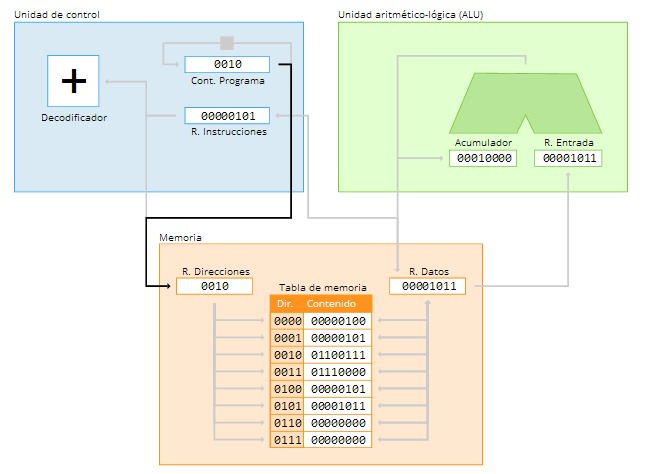 Unidad de control
+
Decodificador
0010
Cont. Programa
00000101
R. Instrucciones
Unidad aritmético-lógica (ALU)
Acumulador
00010000
R. Entrada
00001011
Memoria
R. Direcciones
0010
Tabla de memoria
Dir. Contenido
0000 00000100
0001 00000101
0010 01100111
0011 01110000
0100 00000101
0101 00001011
0110 00000000
0111 00000000
R. Datos
00001011